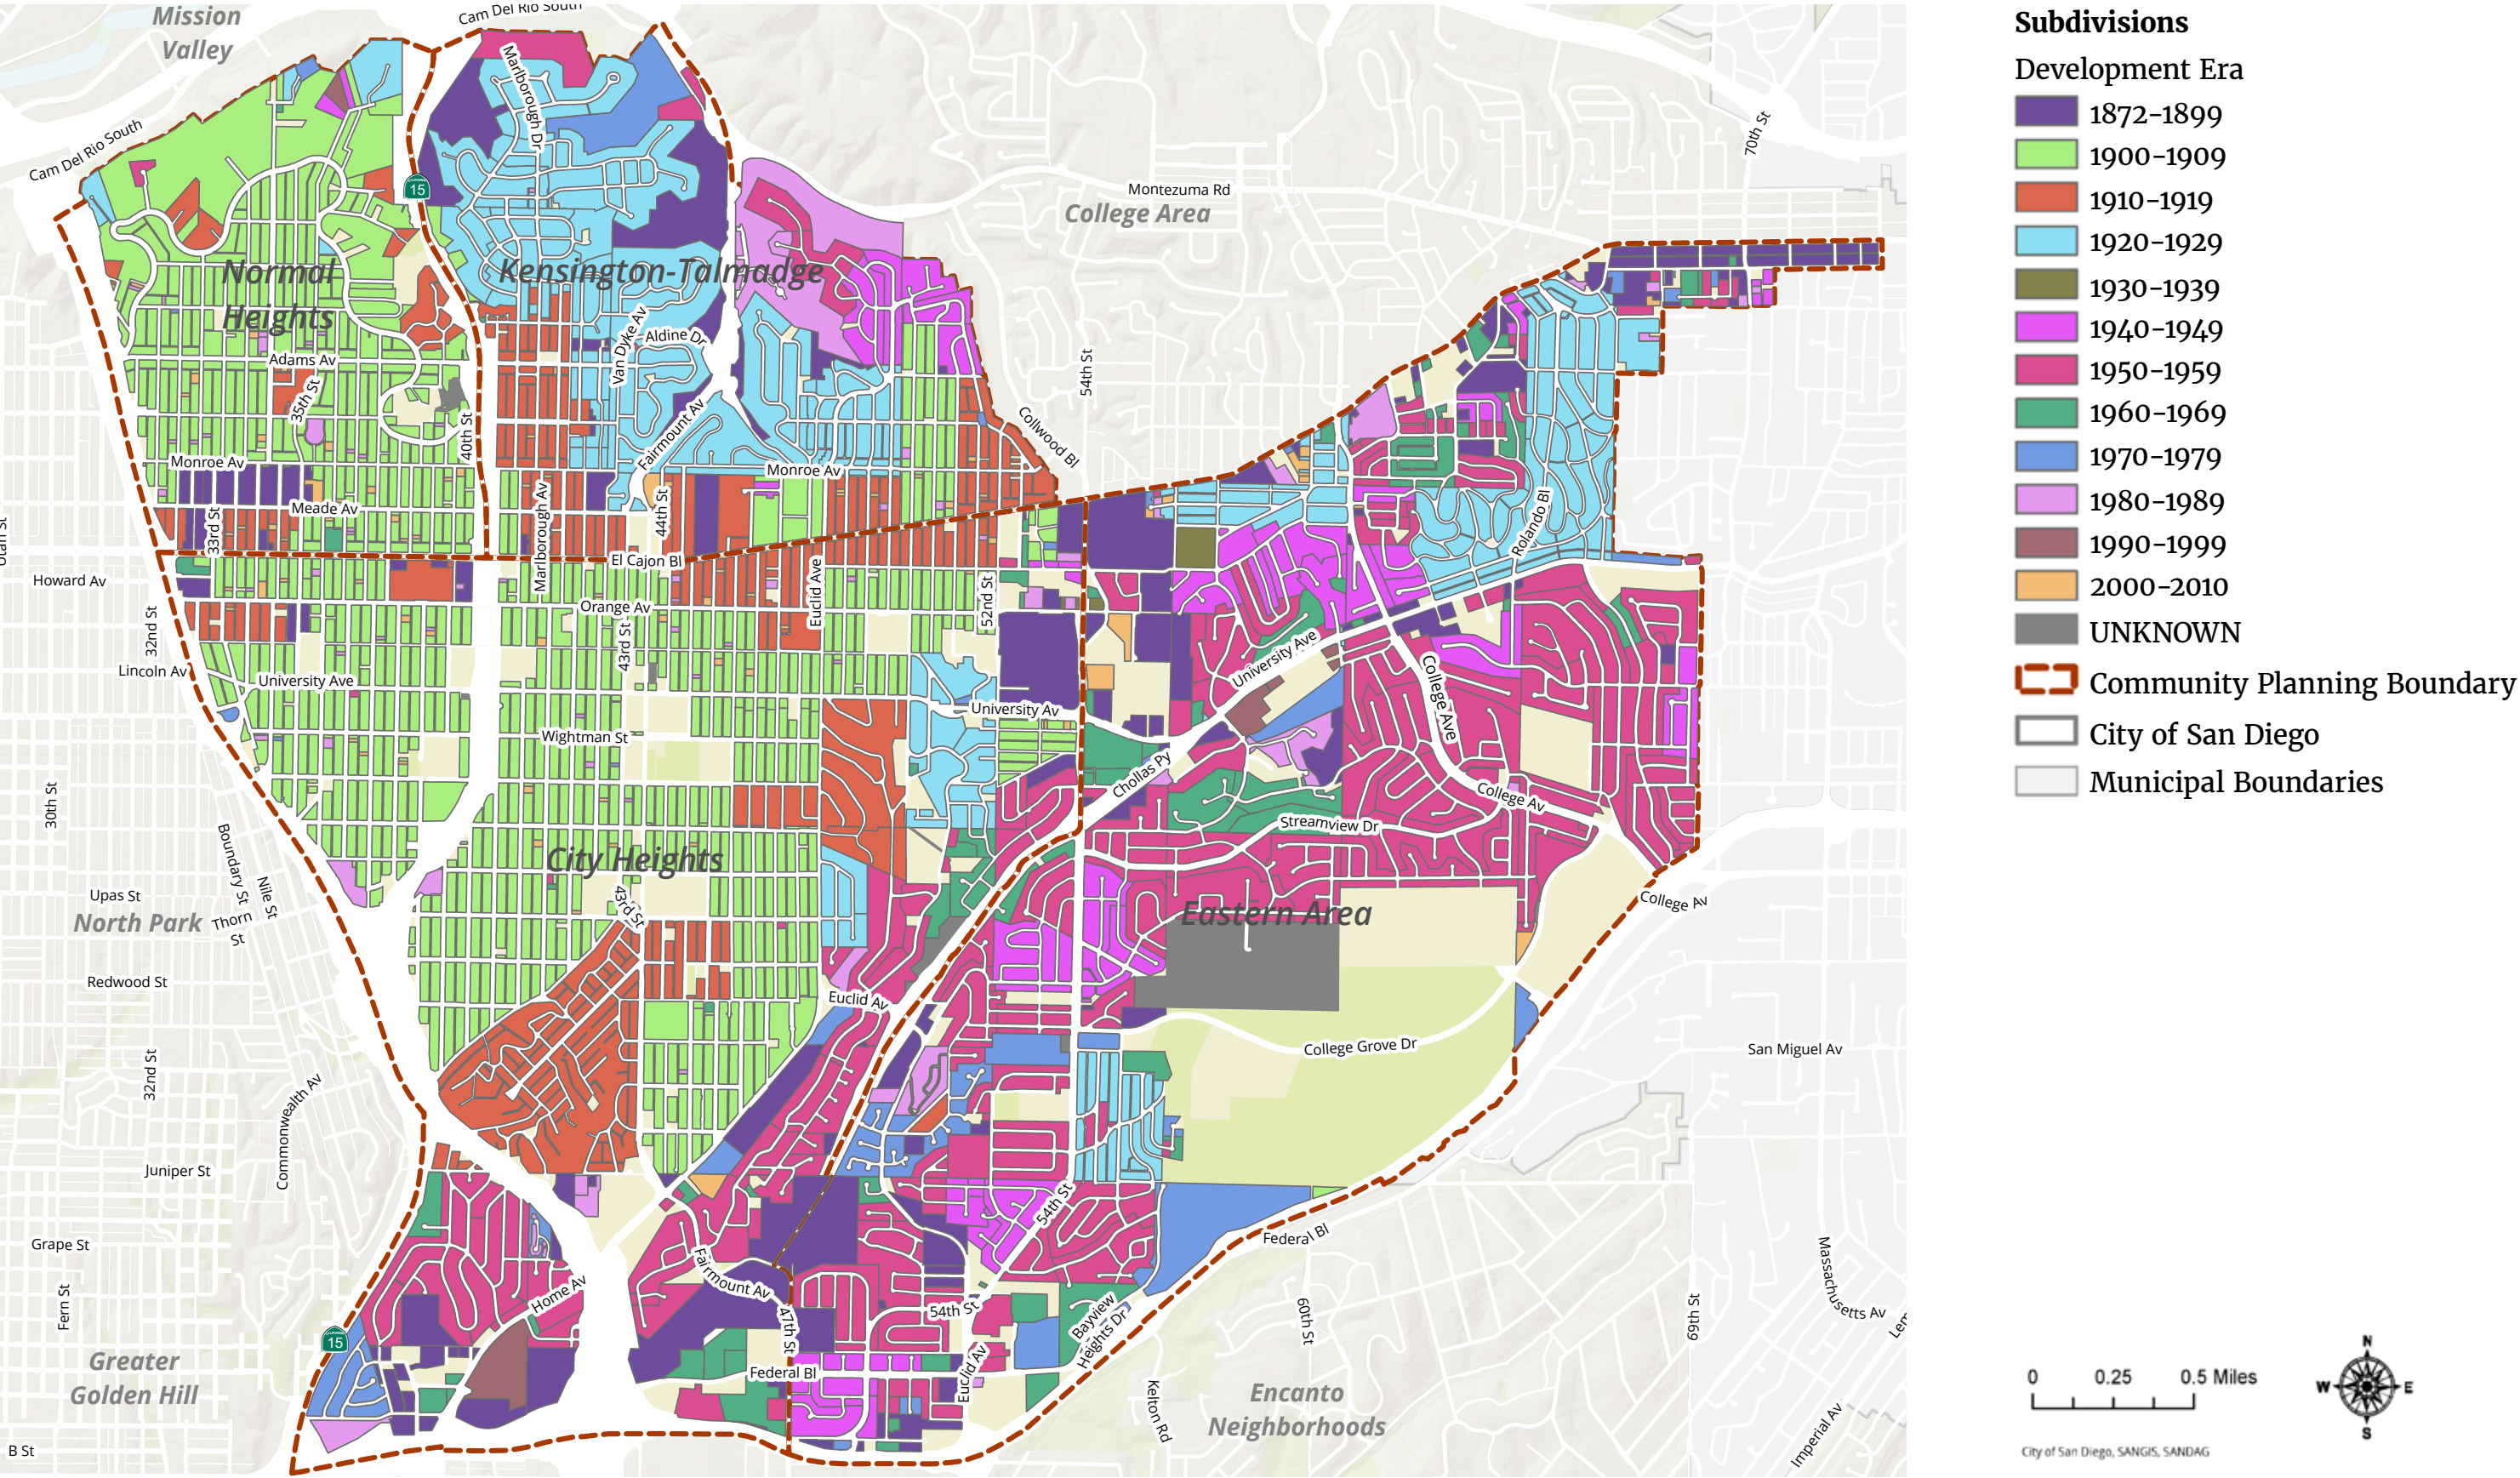 Mission
Valley
Cam Del Rio South
Cam Del Rio South
Marlborough Dr
15
Montezuma Rd
College Area
70th St
Normal
Heights
Kensington-Talmadge
Van Dyke Av
Aldine Dr
Adams Av
35th St
40th St
Fairmount Av
54th St
Collwood Bl
Monroe Av
Monroe Av
Meade Av
33rd St
Marlborough Av
44th St
Rolando Bl
El Cajon Bl
Howard Av
Orange Av
Euclid Ave
52nd St
32nd St
43rd St
Lincoln Av
University Ave
University Ave
College Ave
University Av
Wightman St
Chollas Py
30th St
College Av
Streamview Dr
Boundary St
Nile St
City Heights
Upas St
North Park
Thorn
St
43rd St
Eastern Area
College Av
Redwood St
Euclid Av
College Grove Dr
San Miguel Av
32nd St
Commonwealth Av
Juniper St
54th St
Grape St
Federal Bl
Fern St
Home Av
Fairmount Av
47th St
54th St
Bayview
Heights Dr
60th St
69th St
Massachusetts Av
15
Greater
Golden Hill
Federal Bl
Euclid Av
Kelton Rd
Encanto
Neighborhoods
Imperial Av
B St
Subdivisions
Development Era
1872-1899
1900-1909
1910-1919
1920-1929
1930-1939
1940-1949
1950-1959
1960-1969
1970-1979
1980-1989
1990-1999
2000-2010
UNKNOWN
Community Planning Boundary
City of San Diego
Municipal Boundaries
0 0.25 0.5 Miles
N
W E
S
City of San Diego, SANGIS, SANDAG